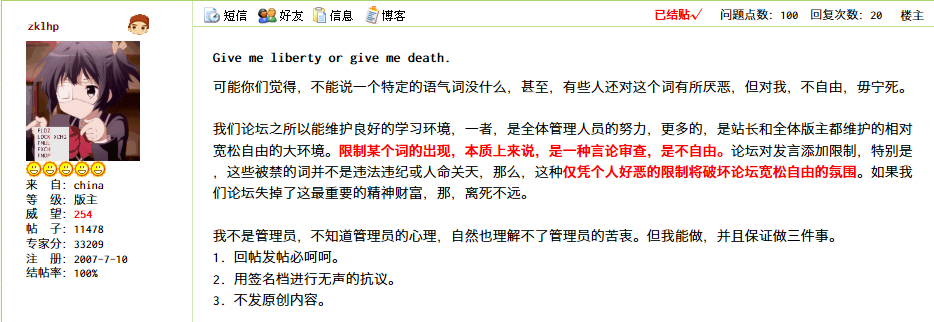 zklhp
短信 好友 信息 博客 已结贴√ 问题点数：100 回复次数：20 楼主
PLDZ
LOCK XCHG
来　自：china
等　级：版主
威　望：254
帖　子：11478
专家分：33209
注　册：2007-7-10
结帖率：100%
Give me liberty or give me death.
可能你们觉得，不能说一个特定的语气词没什么，甚至，有些人还对这个词有所厌恶，但对我，不自由，毋宁死。
我们论坛之所以能维护良好的学习环境，一者，是全体管理人员的努力，更多的，是站长和全体版主都维护的相对
宽松自由的大环境。限制某个词的出现，本质上来说，是一种言论审查，是不自由。论坛对发言添加限制，特别是
，这些被禁的词并不是违法违纪或人命关天，那么，这种仅凭个人好恶的限制将破坏论坛宽松自由的氛围。如果我
们论坛失掉了这最重要的精神财富，那，离死不远。
我不是管理员，不知道管理员的心理，自然也理解不了管理员的苦衷。但我能做，并且保证做三件事。
1．回帖发帖必呵呵。
2．用签名档进行无声的抗议。
3．不发原创内容。